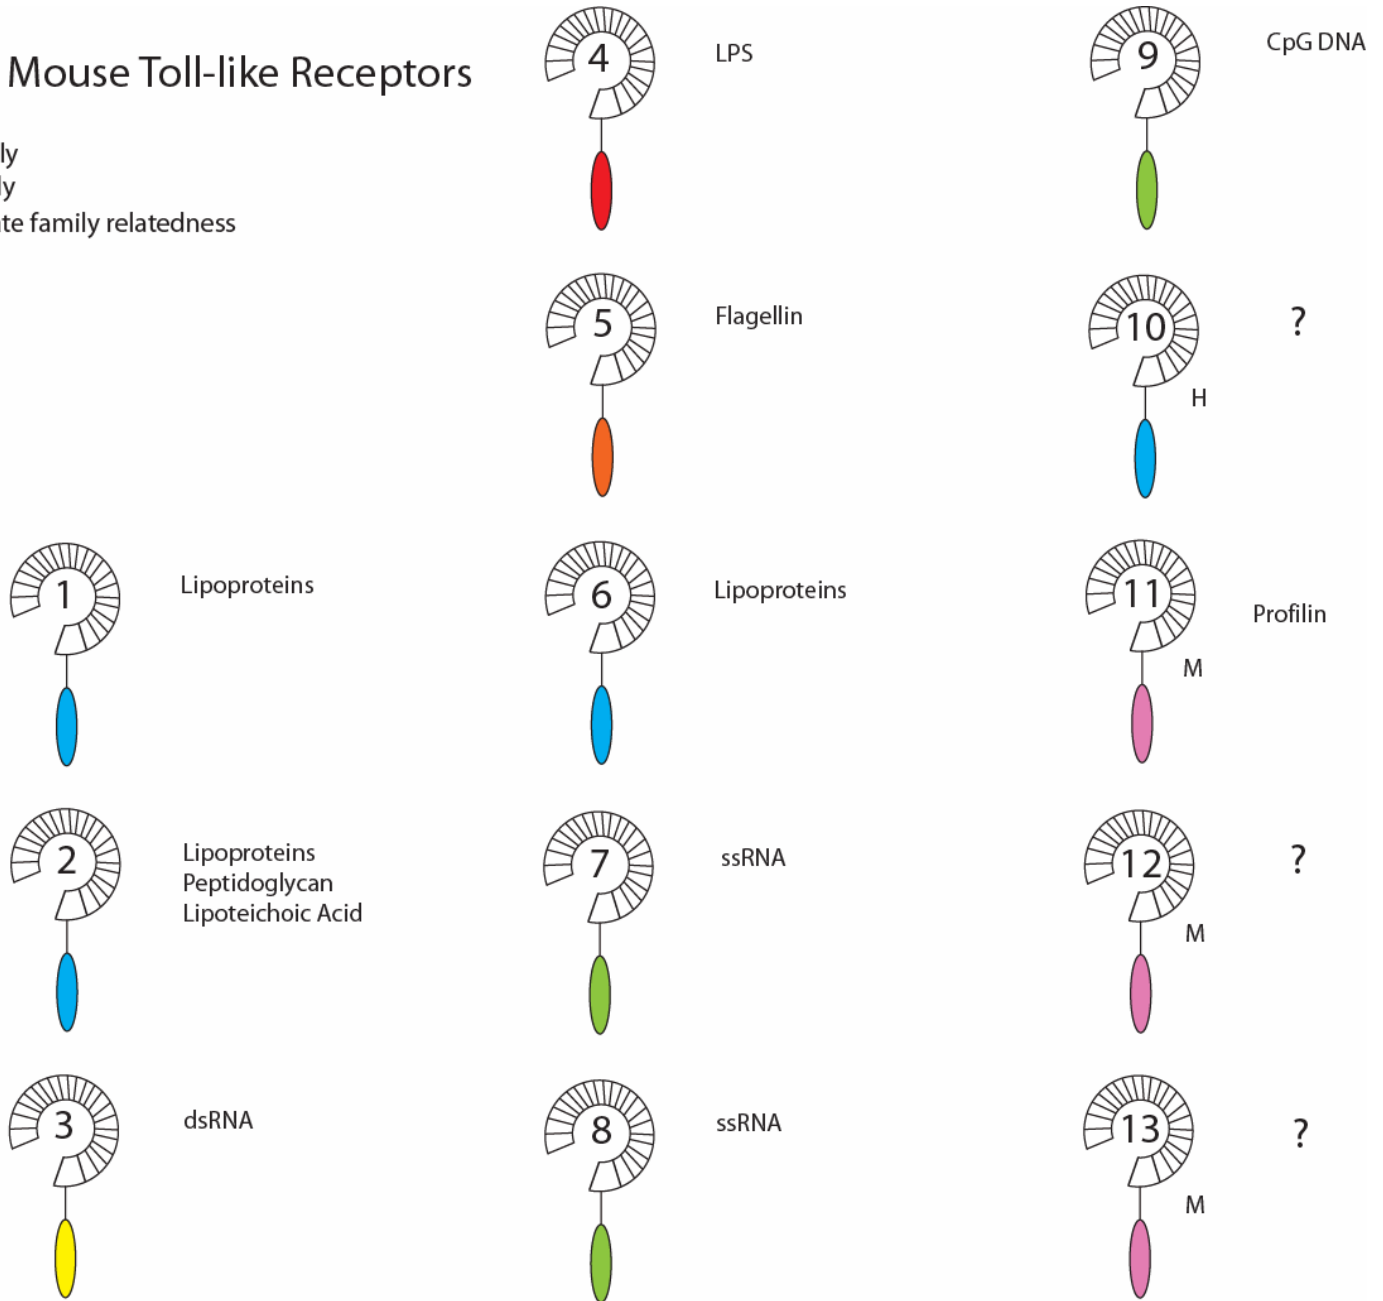 Mouse Toll-like Receptors
ly
ly
te family relatedness
4
LPS
9
CpG DNA
5
Flagellin
10
?
H
1
Lipoproteins
6
Lipoproteins
11
Profilin
M
2
Lipoproteins
Peptidoglycan
Lipoteichoic Acid
7
ssRNA
12
?
M
3
dsRNA
8
ssRNA
13
?
M